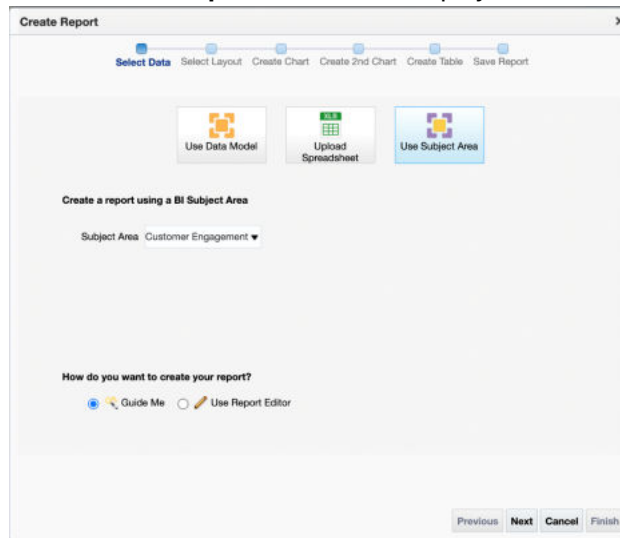 Create Report
Select Data Select Layout Create Chart Create 2nd Chart Create Table Save Report
XLS
Use Data Model
Upload
Spreadsheet
Use Subject Area
Create a report using a BI Subject Area
Subject Area Customer Engagement
How do you want to create your report?
Guide Me Use Report Editor
Previous Next Cancel Finish